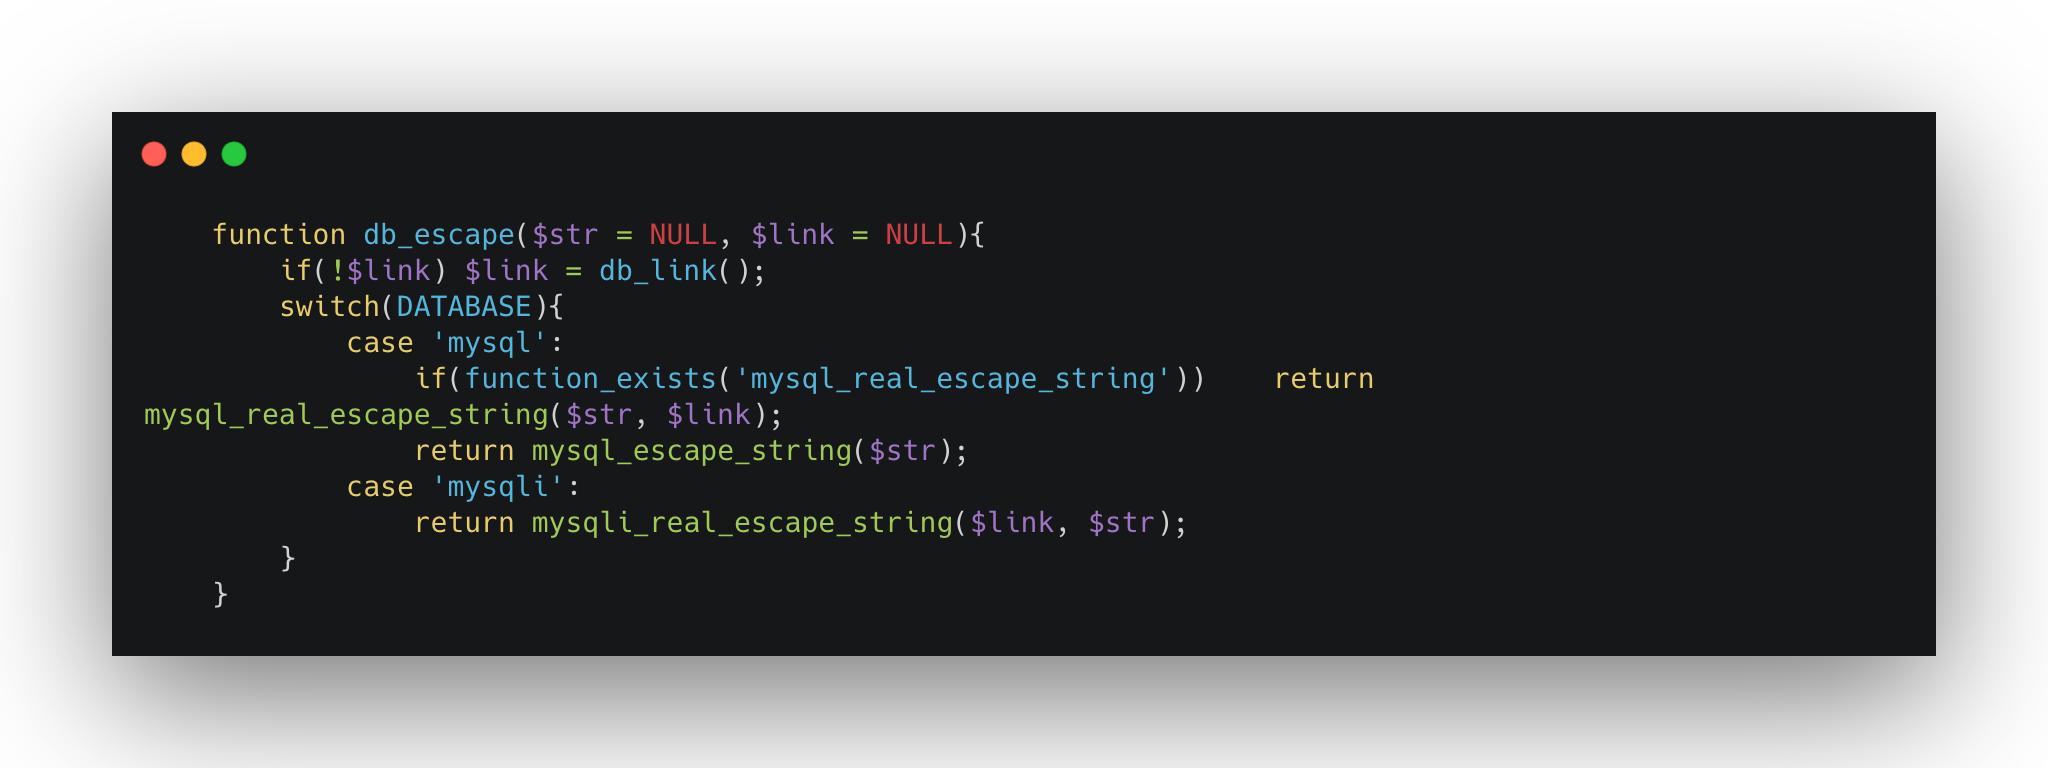 function db_escape($str = NULL, $link = NULL){
if(!$link) $link = db_link();
switch(DATABASE){
case 'mysql':
if(function_exists('mysql_real_escape_string'))    return
mysql_real_escape_string($str, $link);
return mysql_escape_string($str);
case 'mysqli':
return mysqli_real_escape_string($link, $str);
}
}